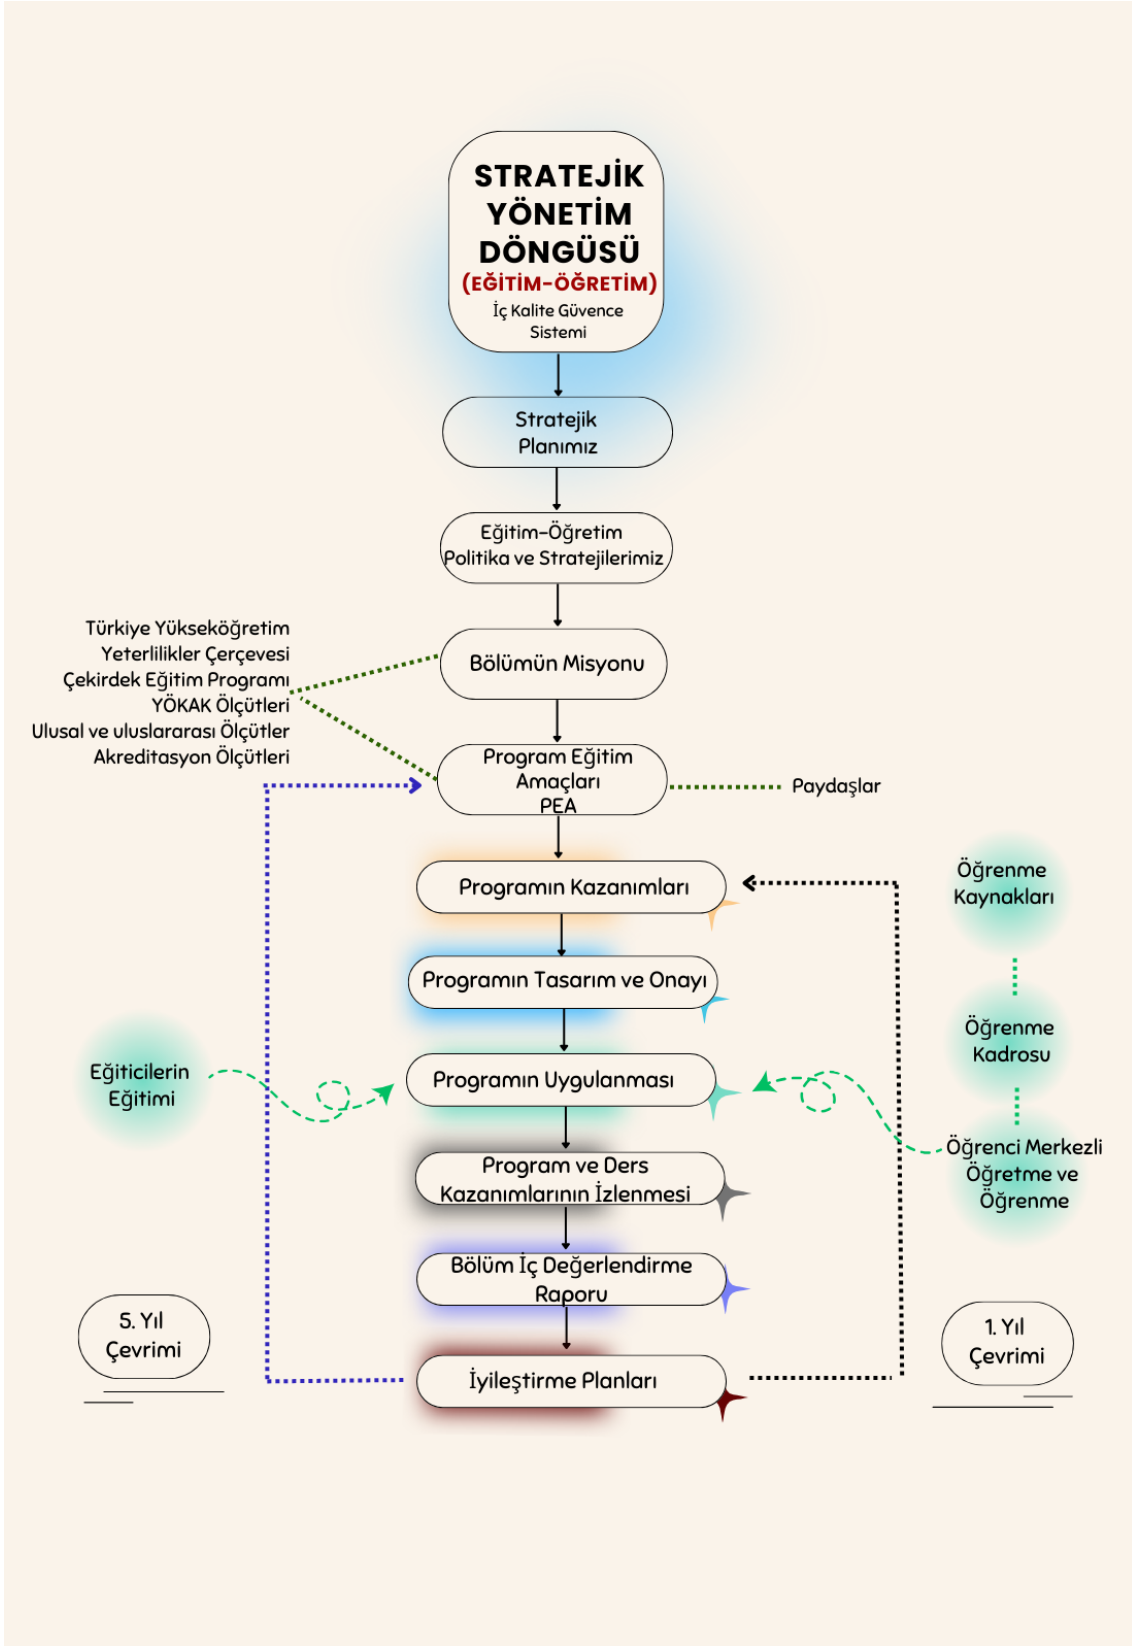 STRATEJİK
YÖNETİM
DÖNGÜSÜ
(EĞİTİM-ÖĞRETİM)
İç Kalite Güvence
Sistemi
Stratejik
Planımız
Eğitim-Öğretim
Politika ve Stratejilerimiz
Türkiye Yükseköğretim
Yeterlilikler Çerçevesi
Çekirdek Eğitim Programı
YÖKAK Ölçütleri
Ulusal ve uluslararası Ölçütler
Akreditasyon Ölçütleri
Bölümün Misyonu
Program Eğitim
Amaçları
PEA
Paydaşlar
Programın Kazanımları
Öğrenme
Kaynakları
Programın Tasarım ve Onayı
Öğrenme
Kadrosu
Eğiticilerin
Eğitimi
Programın Uygulanması
Öğrenci Merkezli
Öğretme ve
Öğrenme
Program ve Ders
Kazanımlarının İzlenmesi
Bölüm İç Değerlendirme
Raporu
5. Yıl
Çevrimi
1. Yıl
Çevrimi
İyileştirme Planları